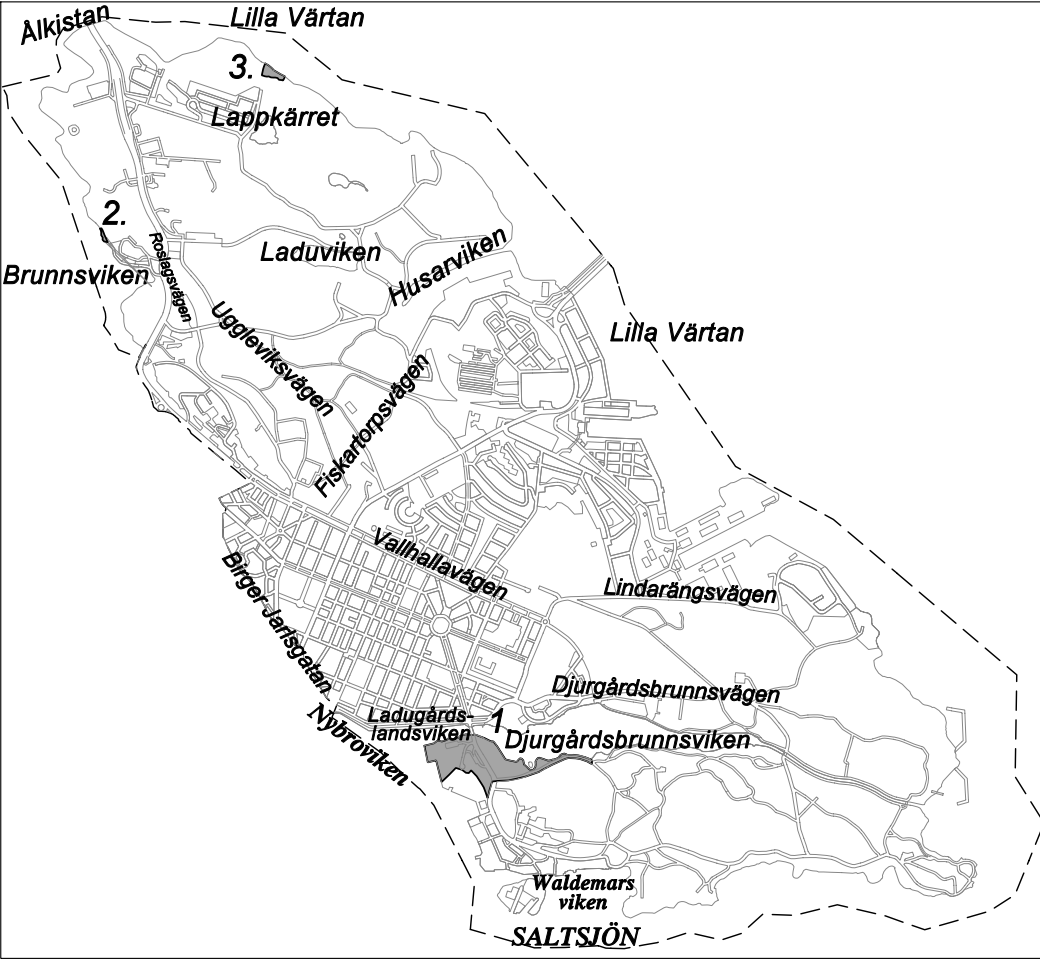 Ålkistan
Lilla Värtan
3.
Lappkärret
2.
Roslagsvägen
Laduviken
Husarviken
Brunnsviken
Uggleviksvägen
Lilla Värtan
Fiskartorpsvägen
Vallhallavägen
Birger Jarlsgatan
Lindarängsvägen
Djurgårdsbrunnsvägen
Nybroviken
Ladugårds-
landsviken
1
Djurgårdsbrunnsviken
Waldemars
viken
SALTSJÖN